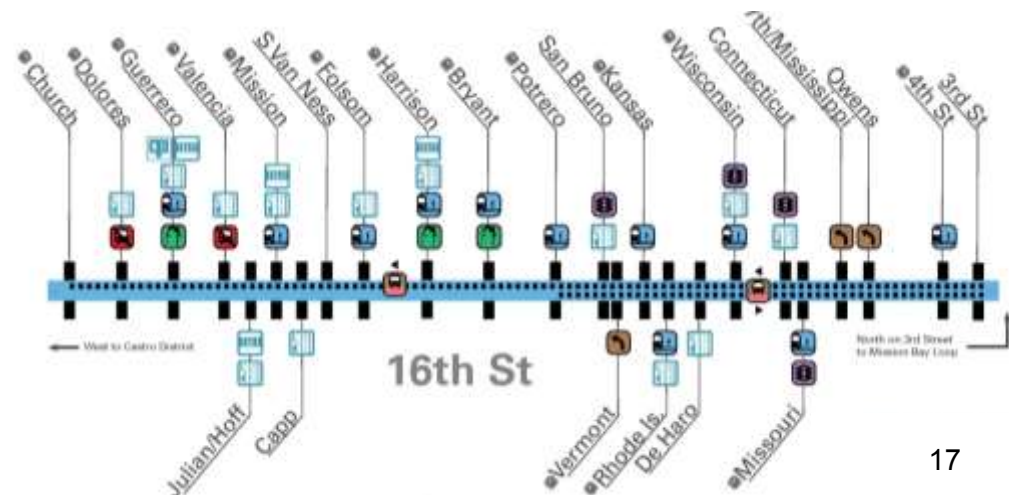 Church
Dolores
Guerrero
Valencia
Mission
S Van Ness
Folsom
Harrison
Bryant
Potrero
San Bruno
Kansas
Wisconsin
Connecticut
7th/Mississippi
Owens
4th St
3rd St
West to Castro District
North on 3rd Street
to Mission Bay Loop
16th St
Julian/Hoff
Capp
Vermont
Rhode Is.
De Haro
Missouri
17